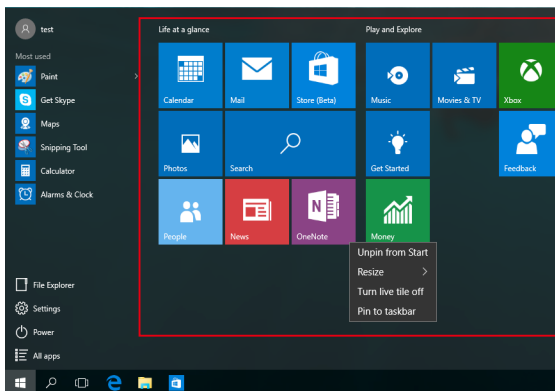 test
Most used
Paint
Get Skype
Maps
Snipping Tool
Calculator
Alarms & Clock
File Explorer
Settings
Power
All apps
Life at a glance
Calendar
Mail
Store (Beta)
Photos
Search
People
News
OneNote
Play and Explore
Music
Movies & TV
Xbox
Get Started
Feedback
Money
Unpin from Start
Resize
Turn live tile off
Pin to taskbar